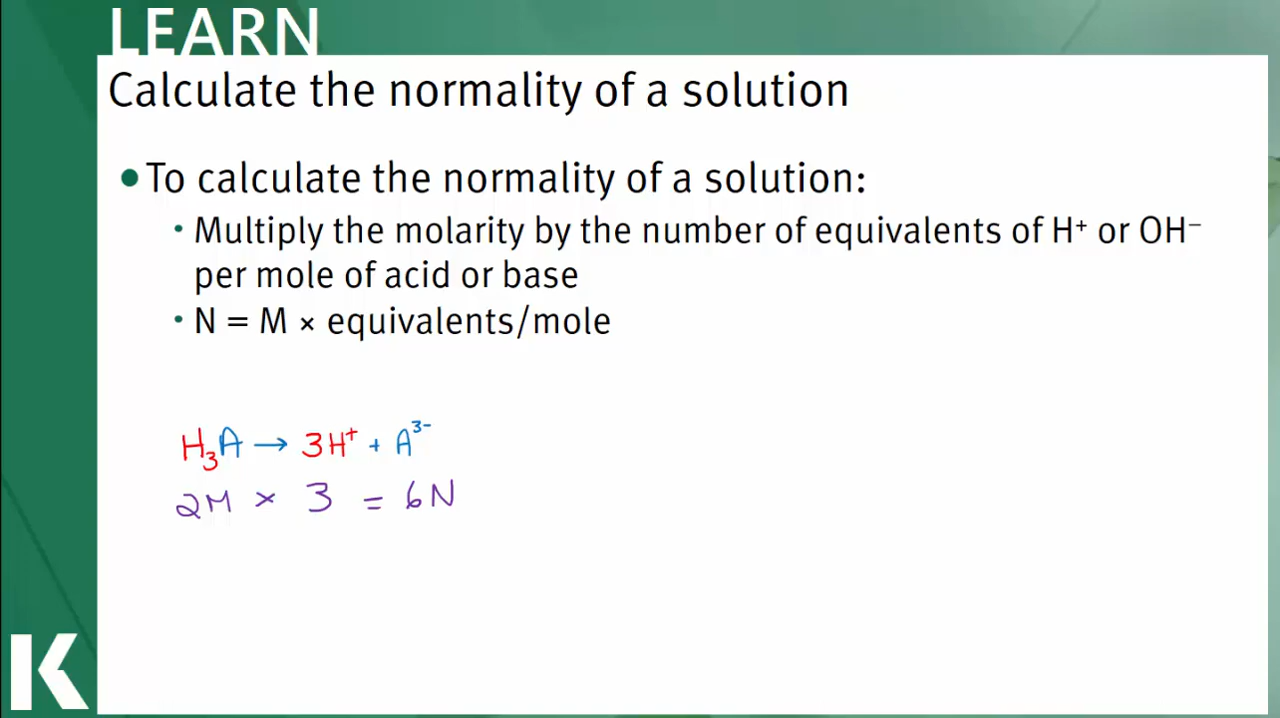 LEARN
Calculate the normality of a solution
• To calculate the normality of a solution:
• Multiply the molarity by the number of equivalents of H⁺ or OH⁻
per mole of acid or base
• N = M × equivalents/mole
H₃A → 3H⁺ + A³⁻
2M × 3 = 6N
K